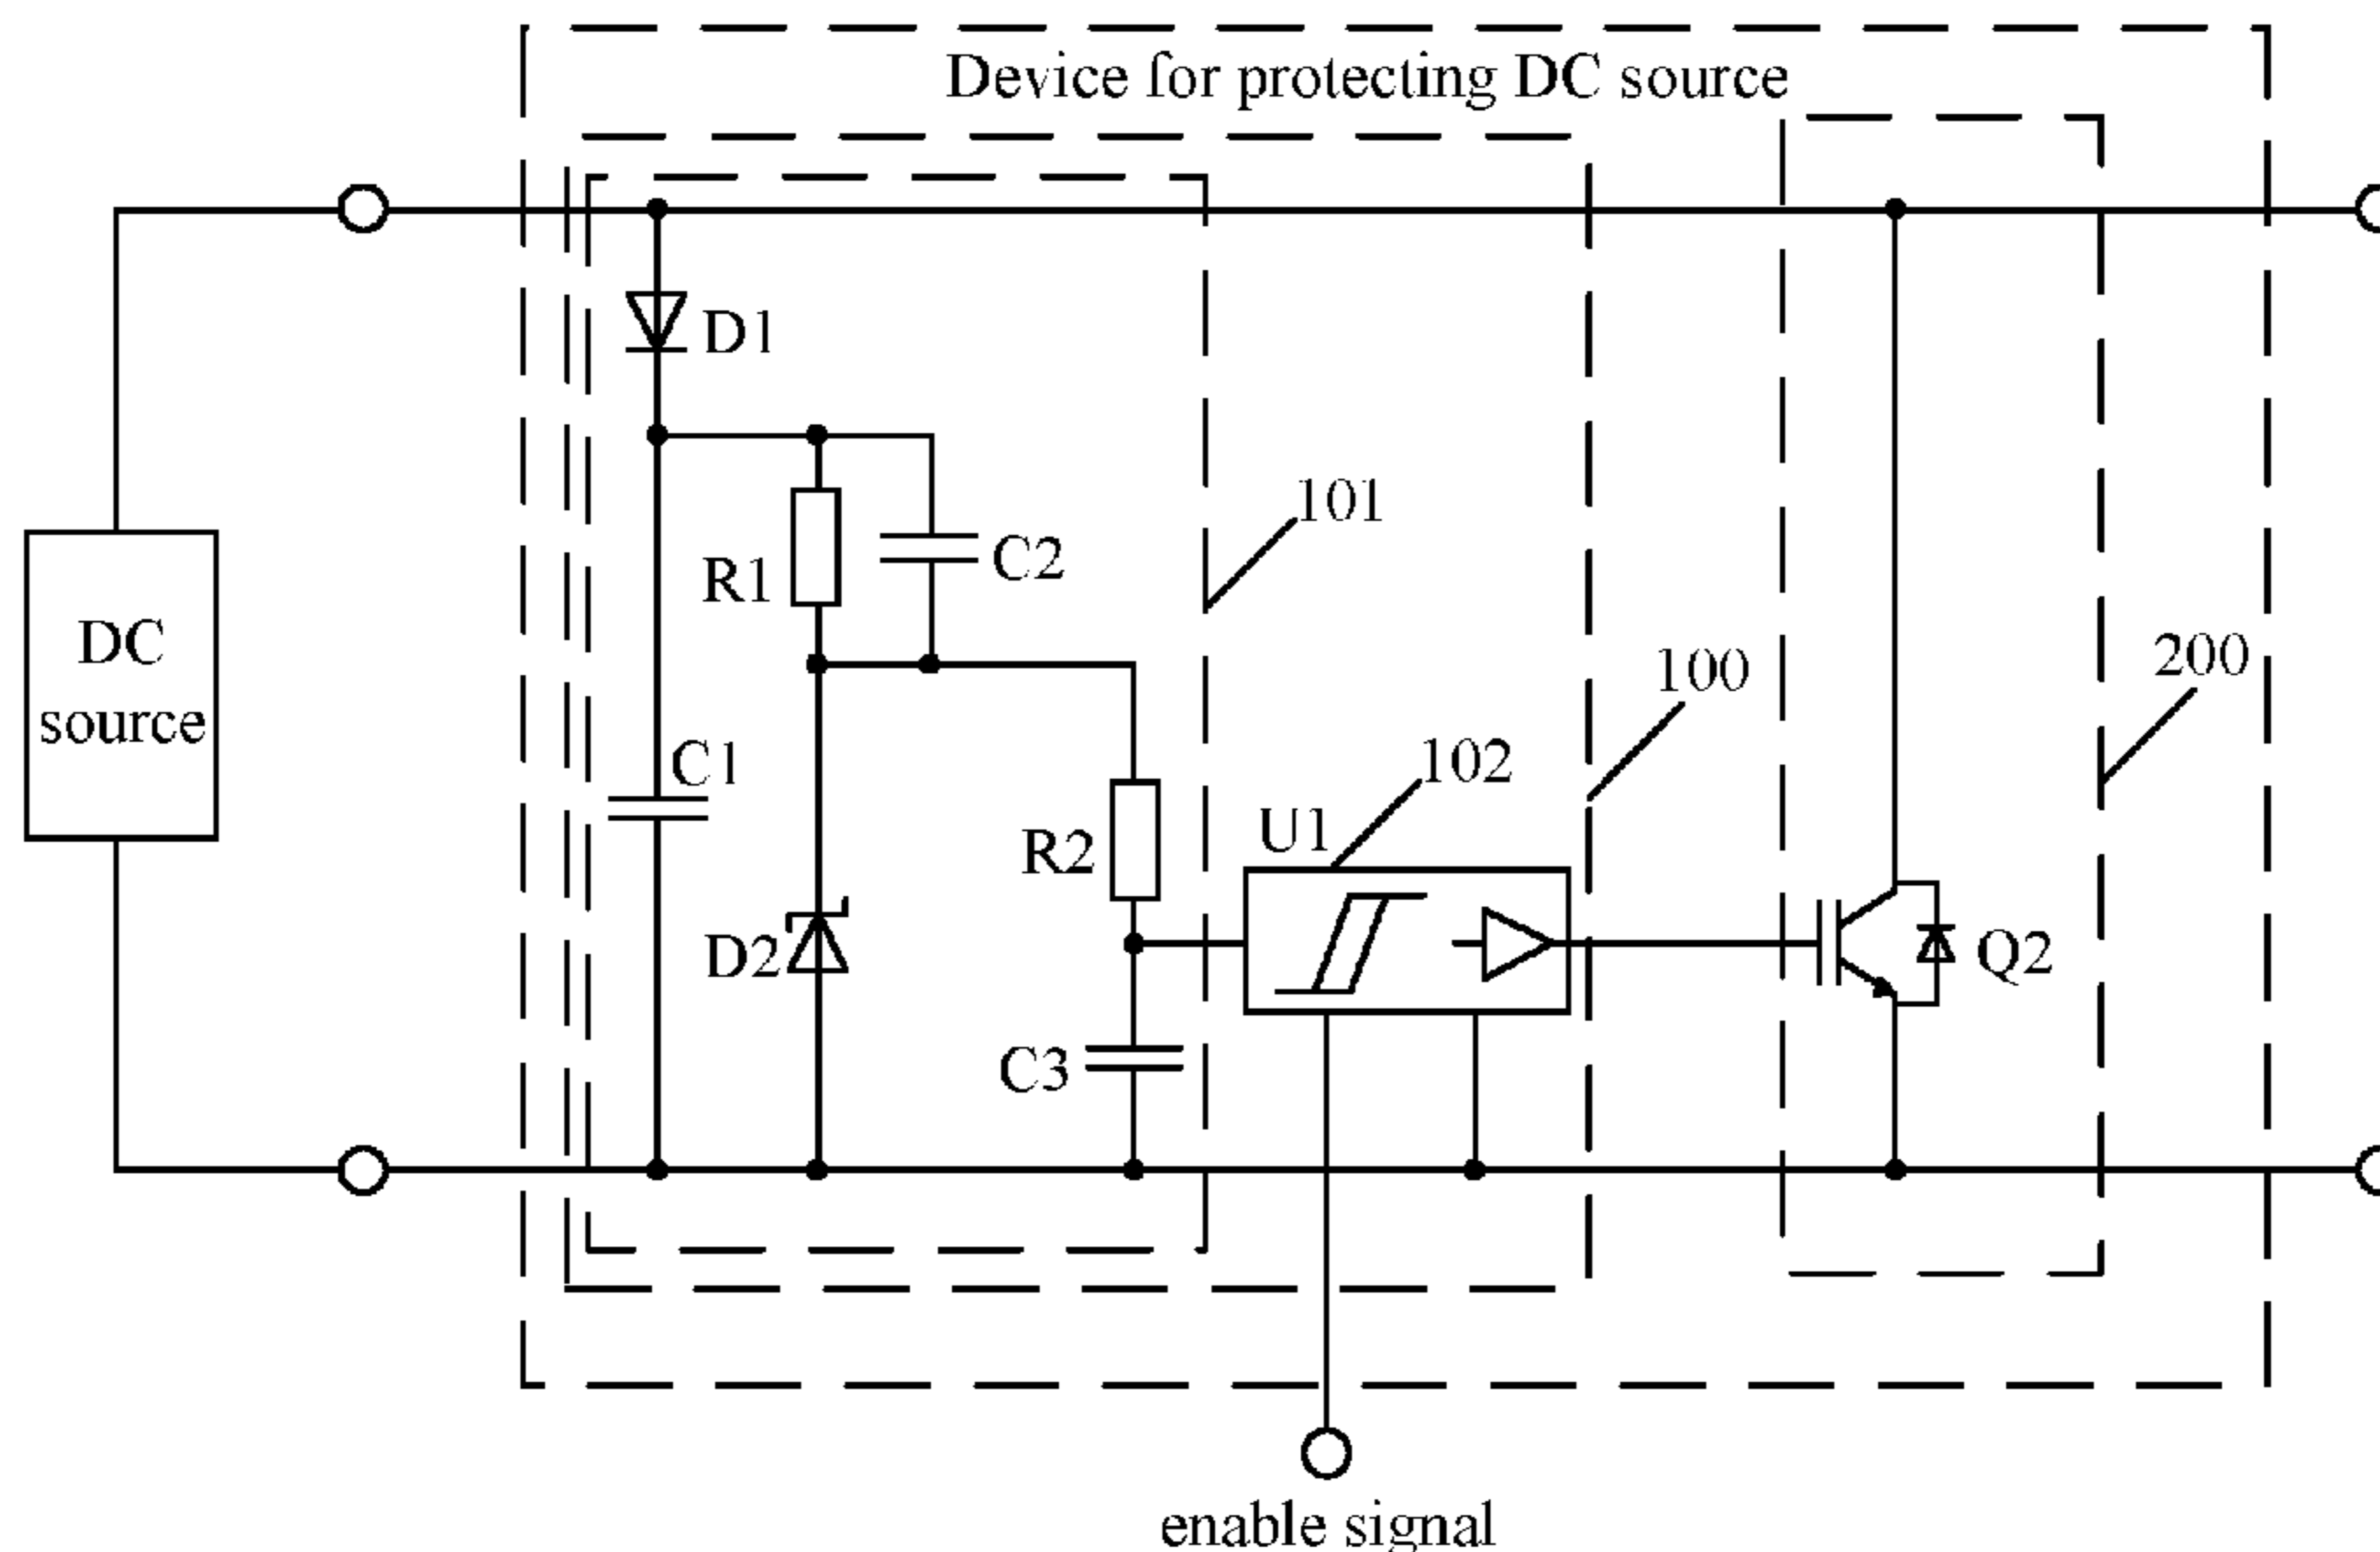 Device for protecting DC source
D1
101
R1
C2
DC
source
100
200
C1
102
U1
R2
D2
Q2
C3
enable signal